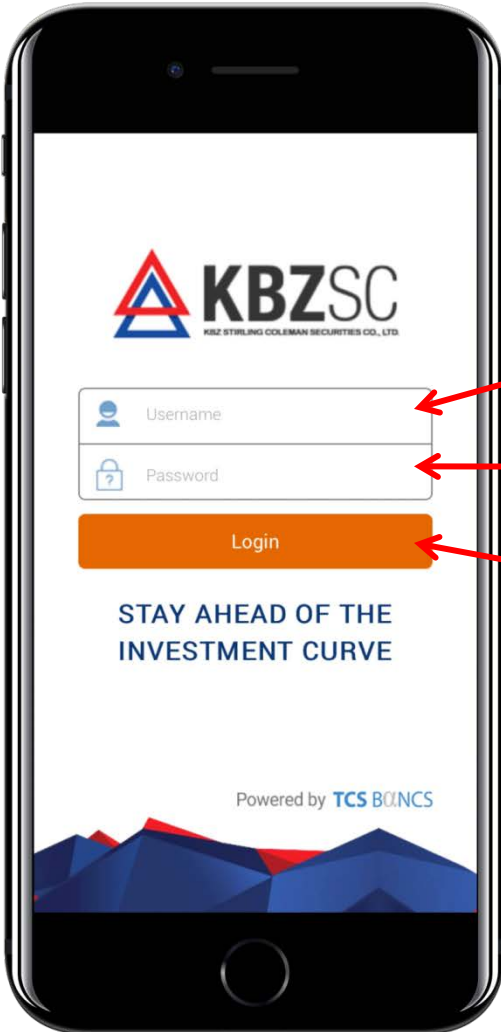 KBZSC
KBZ STIRLING COLEMAN SECURITIES CO., LTD.
Username
?
Password
Login
STAY AHEAD OF THE
INVESTMENT CURVE
Powered by TCS BαNCS